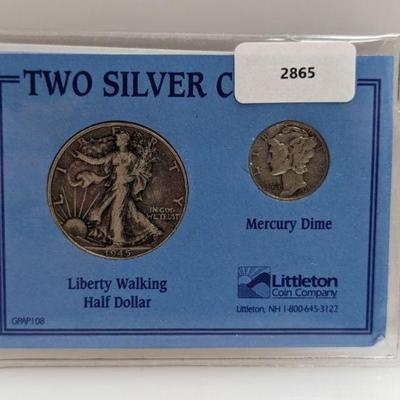 TWO SILVER C
2865
LIBERTY
IN GOD
WE TRUST
1945
Mercury Dime
Liberty Walking
Half Dollar
Littleton
Coin Company
Littleton, NH 1-800-645-3122
GPAP108